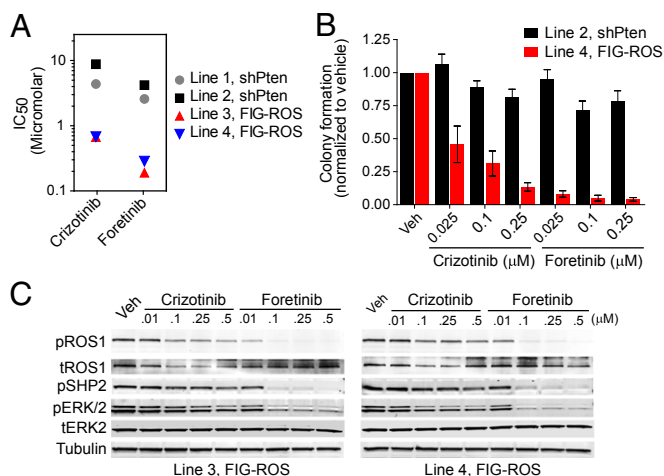 A
IC50
(Micromolar)
10
1
0.1
Crizotinib
Foretinib
Line 1, shPten
Line 2, shPten
Line 3, FIG-ROS
Line 4, FIG-ROS
B
Line 2, shPten
Line 4, FIG-ROS
Colony formation
(normalized to vehicle)
1.25
1.00
0.75
0.50
0.25
0.00
Veh
0.025
0.1
0.25
0.025
0.1
0.25
Crizotinib (μM)
Foretinib (μM)
C
Veh
Crizotinib
Foretinib
.01 .1 .25 .5 .01 .1 .25 .5
Veh
Crizotinib
Foretinib
.01 .1 .25 .5 .01 .1 .25 .5 (μM)
pROS1
tROS1
pSHP2
pERK/2
tERK2
Tubulin
Line 3, FIG-ROS
Line 4, FIG-ROS